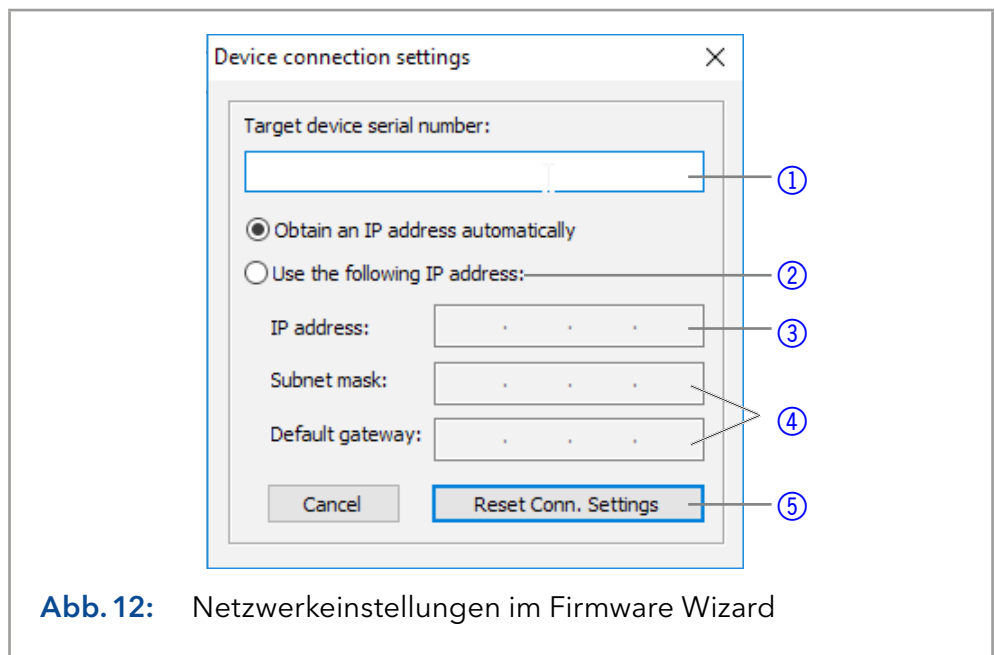 Device connection settings
Target device serial number:
①
Obtain an IP address automatically
Use the following IP address:
②
IP address: . . .
③
Subnet mask: . . .
④
Default gateway: . . .
Cancel Reset Conn. Settings
⑤
Abb. 12: Netzwerkeinstellungen im Firmware Wizard